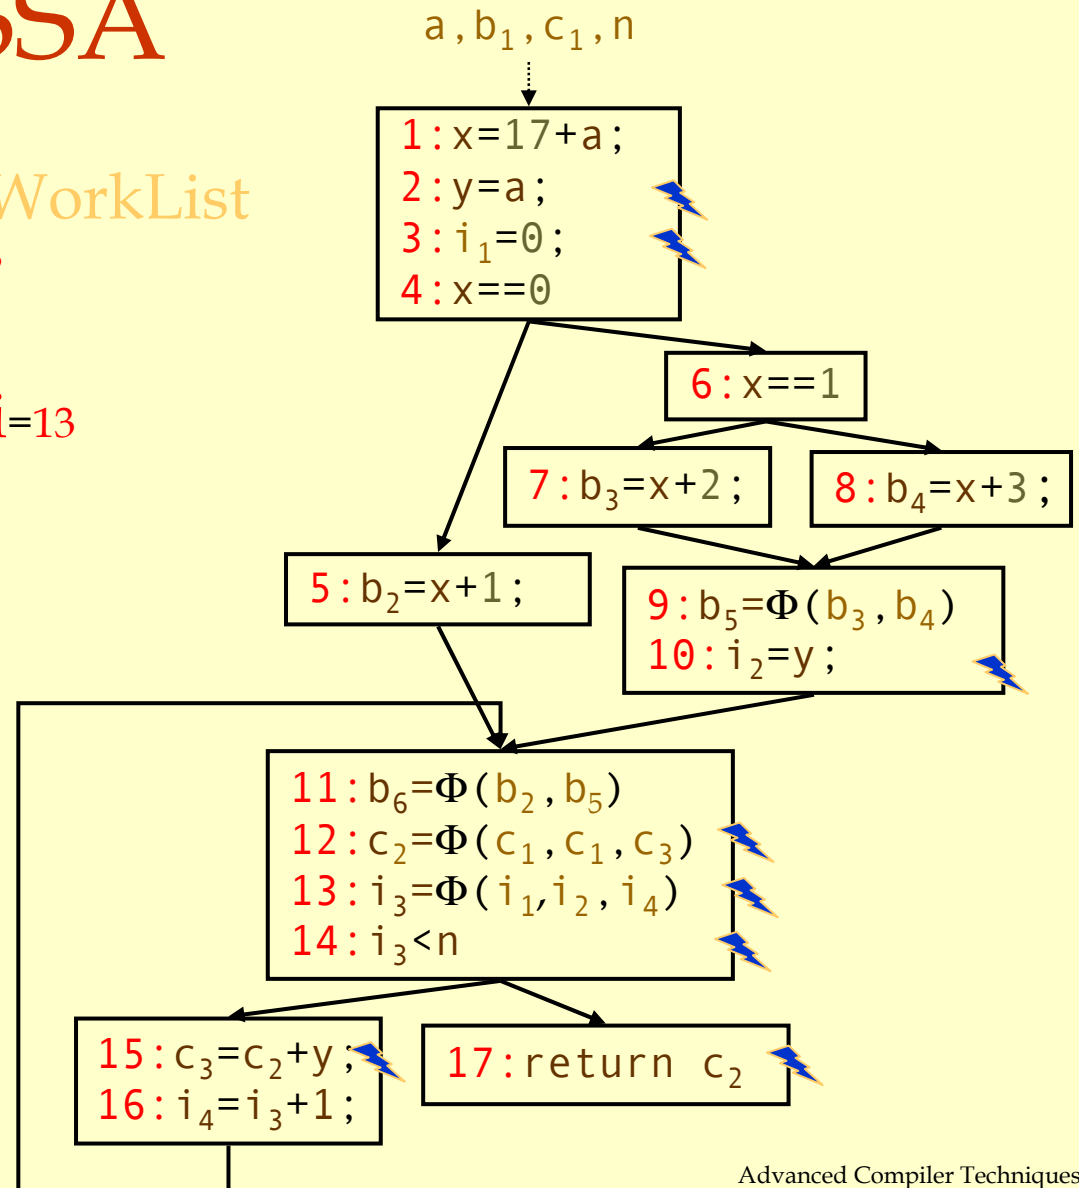 SSA
a,b₁,c₁,n
1:x=17+a;
WorkList
2:y=a;
3:i₁=0;
4:x==0
6:x==1
i=13
7:b₃=x+2;
8:b₄=x+3;
5:b₂=x+1;
9:b₅=Φ(b₃,b₄)
10:i₂=y;
11:b₆=Φ(b₂,b₅)
12:c₂=Φ(c₁,c₁,c₃)
13:i₃=Φ(i₁,i₂,i₄)
14:i₃<n
15:c₃=c₂+y;
16:i₄=i₃+1;
17:return c₂
Advanced Compiler Techniques